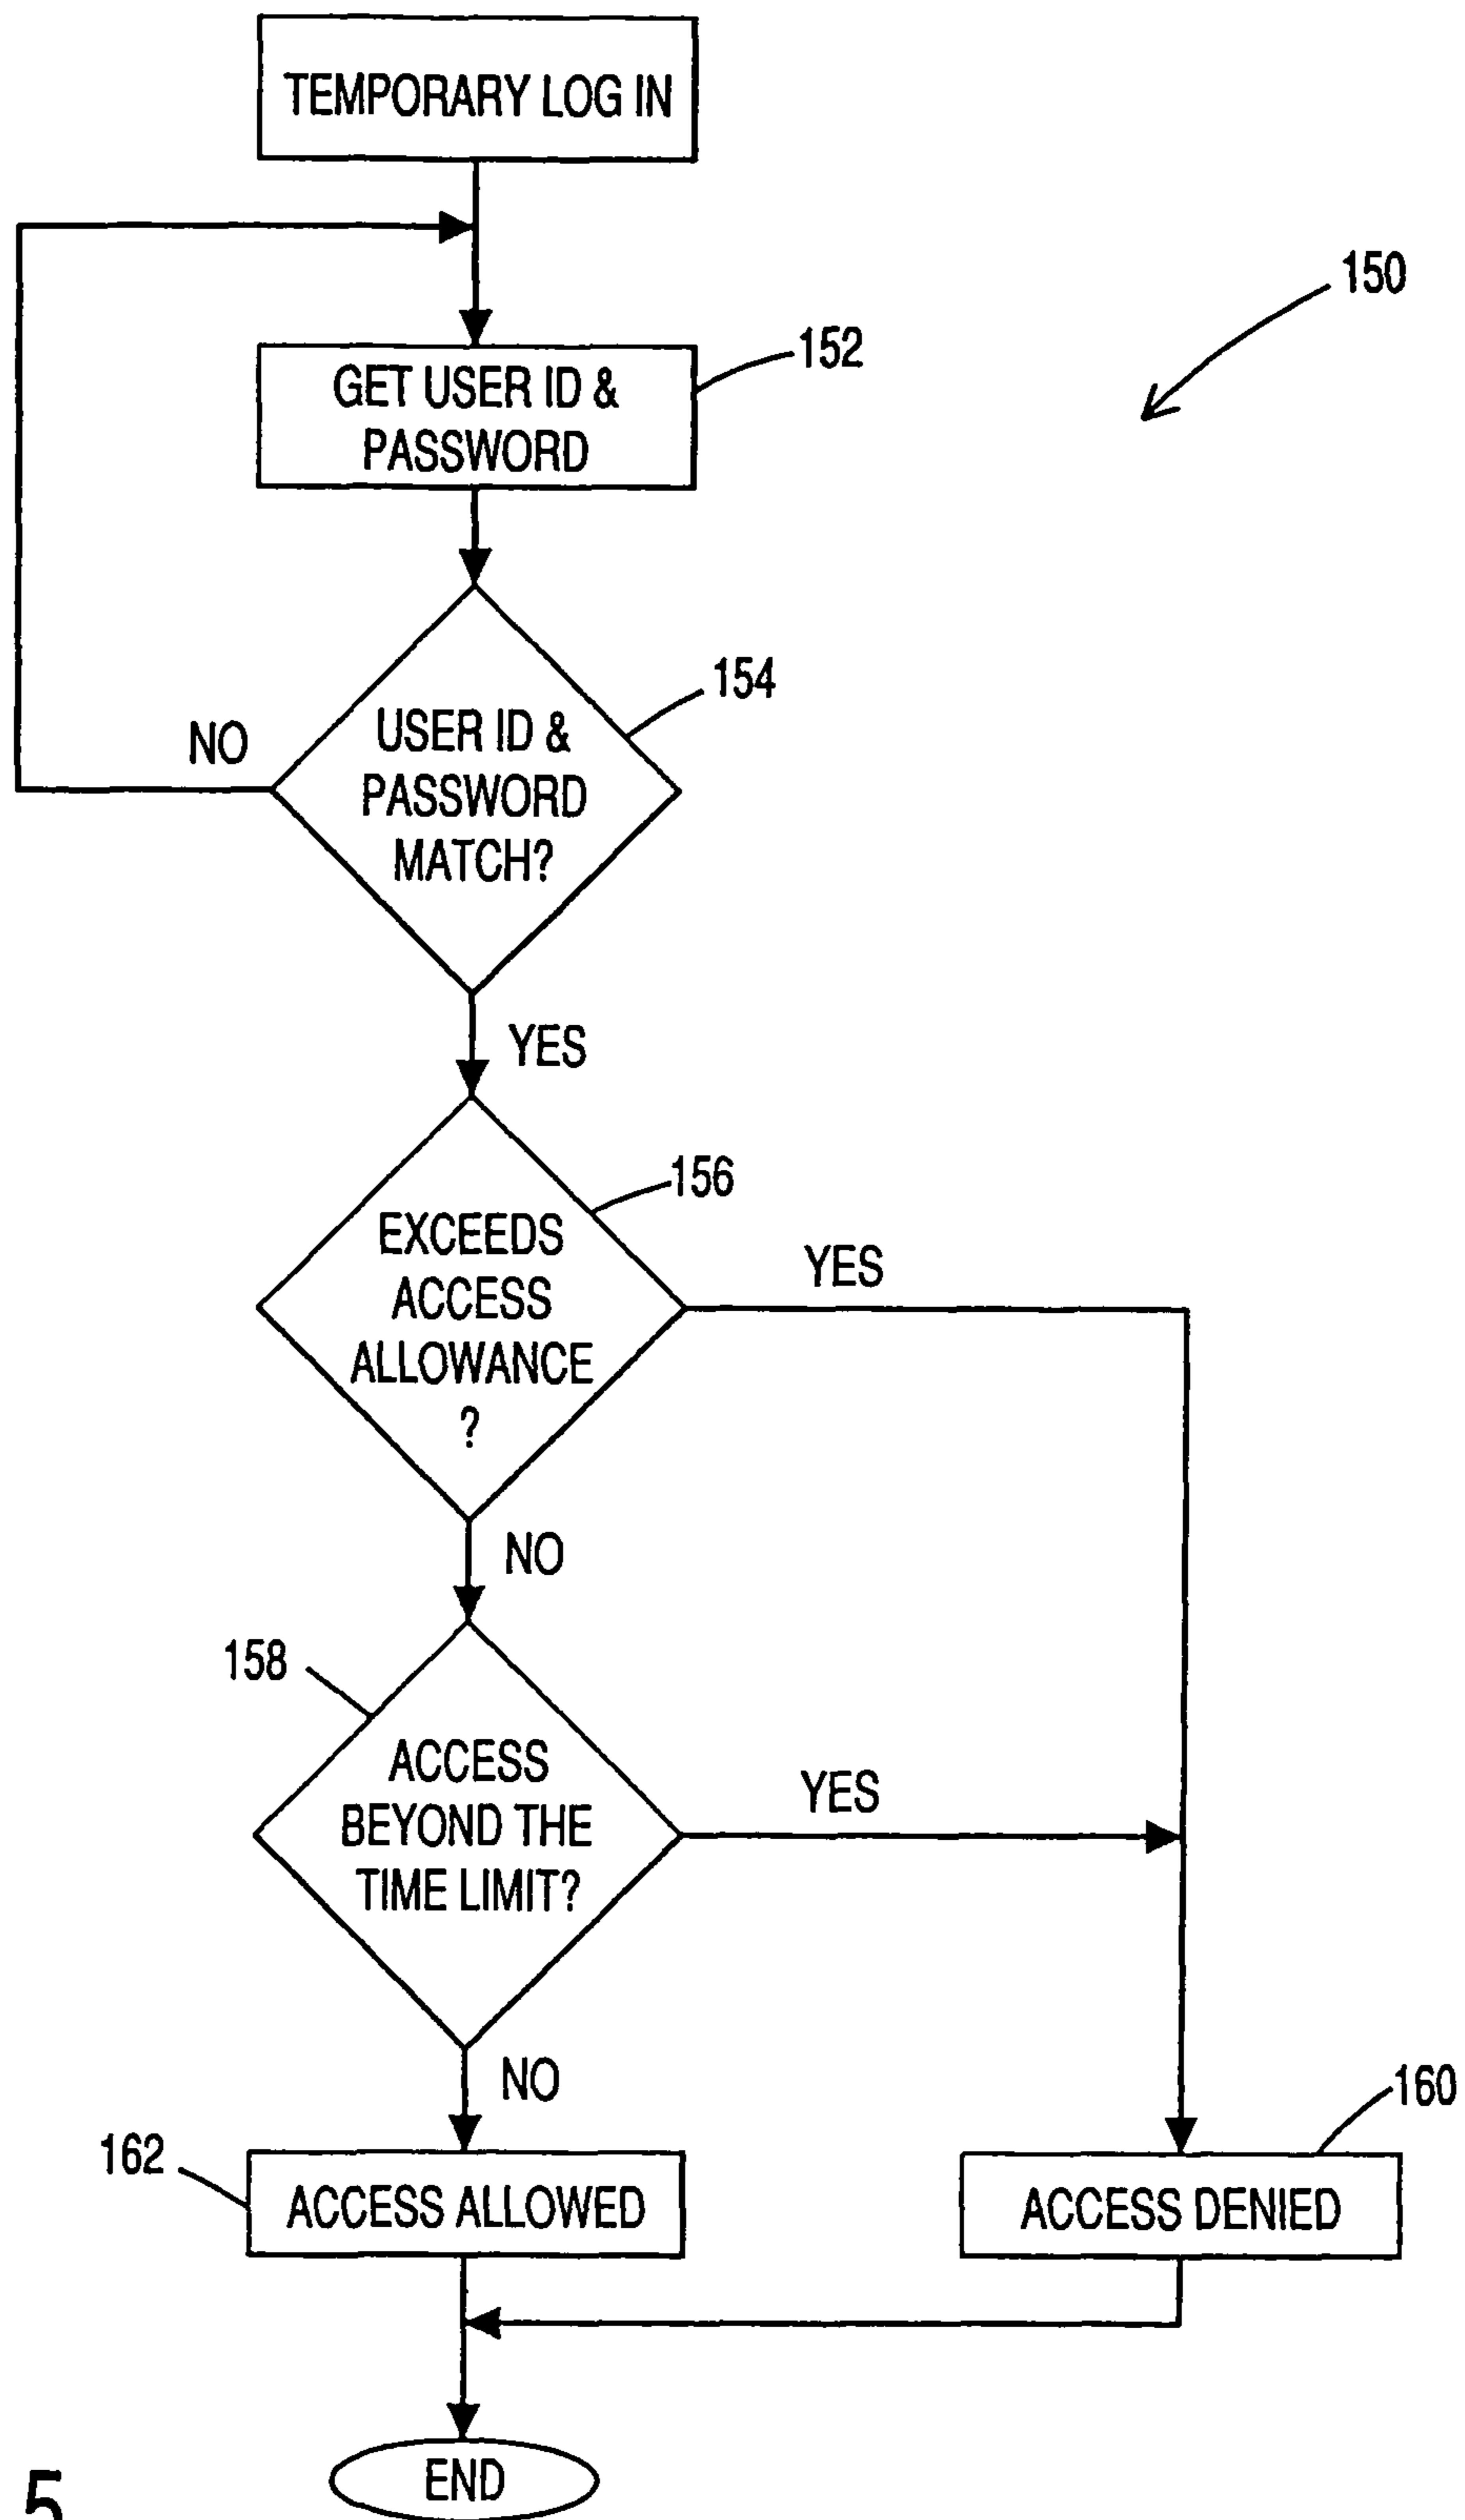 TEMPORARY LOG IN
150
152
GET USER ID &
PASSWORD
154
USER ID &
PASSWORD
MATCH?
NO
YES
156
EXCEEDS
ACCESS
ALLOWANCE
?
YES
NO
158
ACCESS
BEYOND THE
TIME LIMIT?
YES
NO
160
162
ACCESS ALLOWED
ACCESS DENIED
END
5